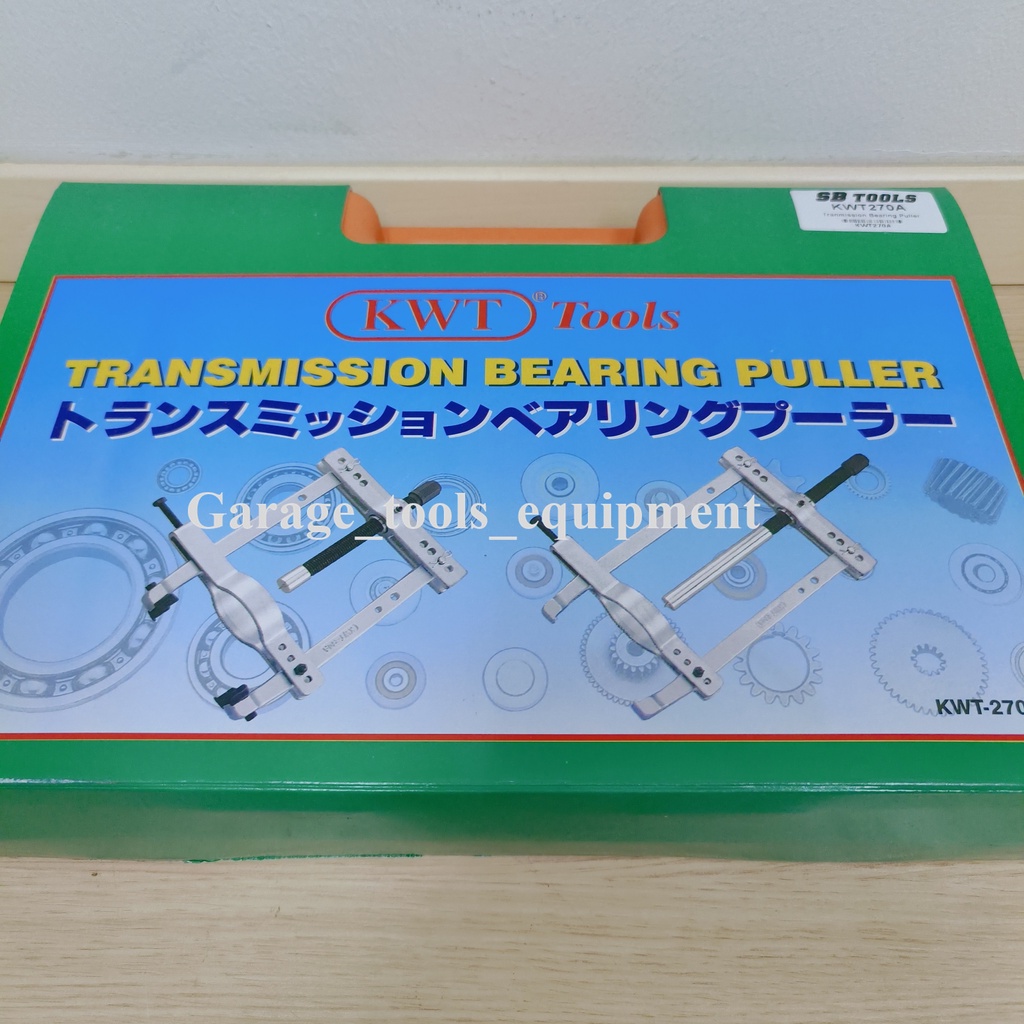 SB TOOLS
KWT270A
Transmission Bearing Puller
KWT270A
KWT® Tools
TRANSMISSION BEARING PULLER
トランスミッションベアリングプーラー
Garage_tools_equipment
KWT-270